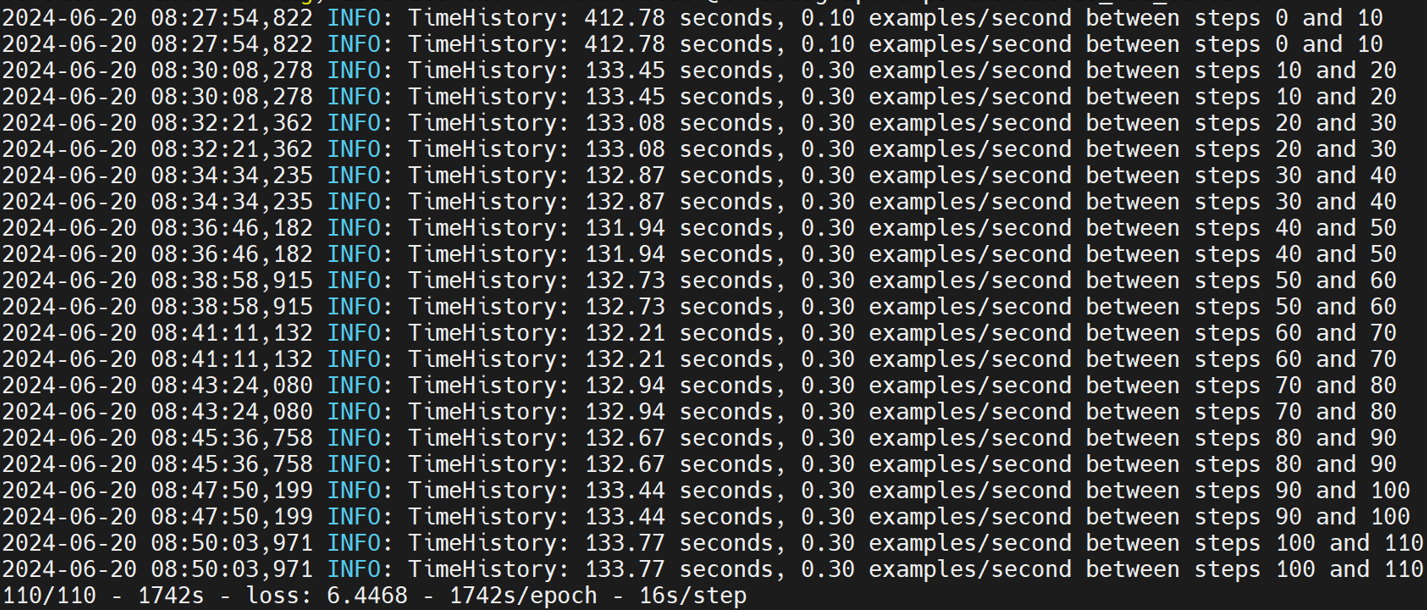 2024-06-20 08:27:54,822 INFO: TimeHistory: 412.78 seconds, 0.10 examples/second between steps 0 and 10
2024-06-20 08:27:54,822 INFO: TimeHistory: 412.78 seconds, 0.10 examples/second between steps 0 and 10
2024-06-20 08:30:08,278 INFO: TimeHistory: 133.45 seconds, 0.30 examples/second between steps 10 and 20
2024-06-20 08:30:08,278 INFO: TimeHistory: 133.45 seconds, 0.30 examples/second between steps 10 and 20
2024-06-20 08:32:21,362 INFO: TimeHistory: 133.08 seconds, 0.30 examples/second between steps 20 and 30
2024-06-20 08:32:21,362 INFO: TimeHistory: 133.08 seconds, 0.30 examples/second between steps 20 and 30
2024-06-20 08:34:34,235 INFO: TimeHistory: 132.87 seconds, 0.30 examples/second between steps 30 and 40
2024-06-20 08:34:34,235 INFO: TimeHistory: 132.87 seconds, 0.30 examples/second between steps 30 and 40
2024-06-20 08:36:46,182 INFO: TimeHistory: 131.94 seconds, 0.30 examples/second between steps 40 and 50
2024-06-20 08:36:46,182 INFO: TimeHistory: 131.94 seconds, 0.30 examples/second between steps 40 and 50
2024-06-20 08:38:58,915 INFO: TimeHistory: 132.73 seconds, 0.30 examples/second between steps 50 and 60
2024-06-20 08:38:58,915 INFO: TimeHistory: 132.73 seconds, 0.30 examples/second between steps 50 and 60
2024-06-20 08:41:11,132 INFO: TimeHistory: 132.21 seconds, 0.30 examples/second between steps 60 and 70
2024-06-20 08:41:11,132 INFO: TimeHistory: 132.21 seconds, 0.30 examples/second between steps 60 and 70
2024-06-20 08:43:24,080 INFO: TimeHistory: 132.94 seconds, 0.30 examples/second between steps 70 and 80
2024-06-20 08:43:24,080 INFO: TimeHistory: 132.94 seconds, 0.30 examples/second between steps 70 and 80
2024-06-20 08:45:36,758 INFO: TimeHistory: 132.67 seconds, 0.30 examples/second between steps 80 and 90
2024-06-20 08:45:36,758 INFO: TimeHistory: 132.67 seconds, 0.30 examples/second between steps 80 and 90
2024-06-20 08:47:50,199 INFO: TimeHistory: 133.44 seconds, 0.30 examples/second between steps 90 and 100
2024-06-20 08:47:50,199 INFO: TimeHistory: 133.44 seconds, 0.30 examples/second between steps 90 and 100
2024-06-20 08:50:03,971 INFO: TimeHistory: 133.77 seconds, 0.30 examples/second between steps 100 and 110
2024-06-20 08:50:03,971 INFO: TimeHistory: 133.77 seconds, 0.30 examples/second between steps 100 and 110
110/110 - 1742s - loss: 6.4468 - 1742s/epoch - 16s/step